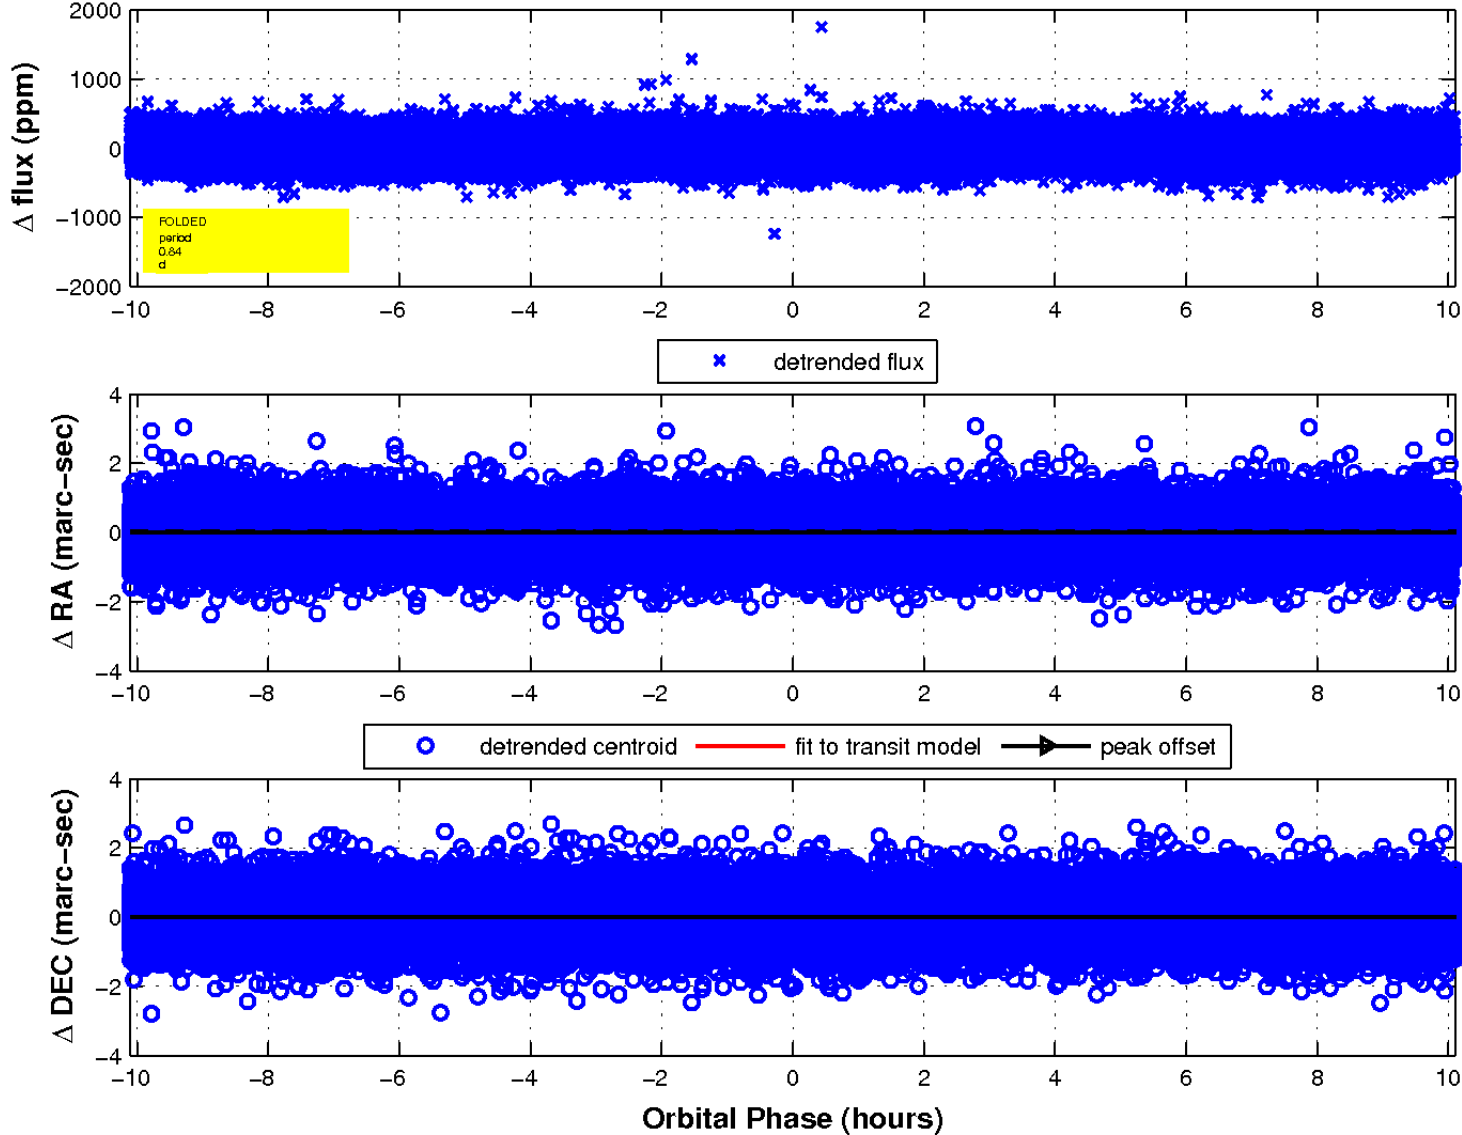 2000
1000
0
−1000
−2000
Δ flux (ppm)
FOLDED
period
0.84
d
−10 −8 −6 −4 −2 0 2 4 6 8 10
detrended flux
4
2
0
−2
−4
Δ RA (marc−sec)
−10 −8 −6 −4 −2 0 2 4 6 8 10
detrended centroid fit to transit model peak offset
4
2
0
−2
−4
Δ DEC (marc−sec)
−10 −8 −6 −4 −2 0 2 4 6 8 10
Orbital Phase (hours)